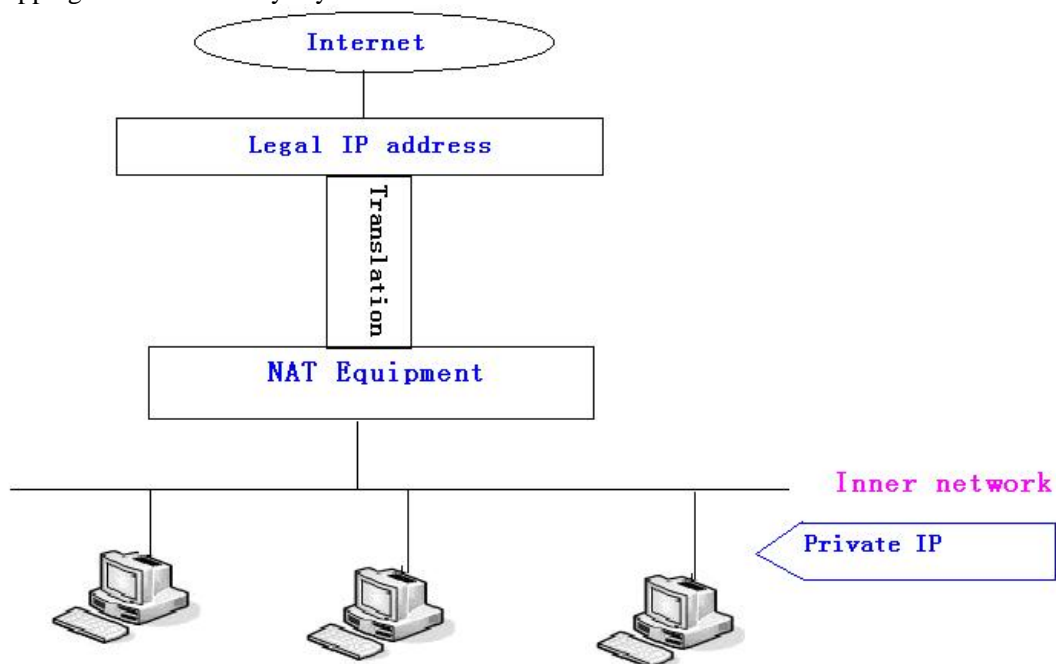 Internet
Legal IP address
Translation
NAT Equipment
Inner network
Private IP